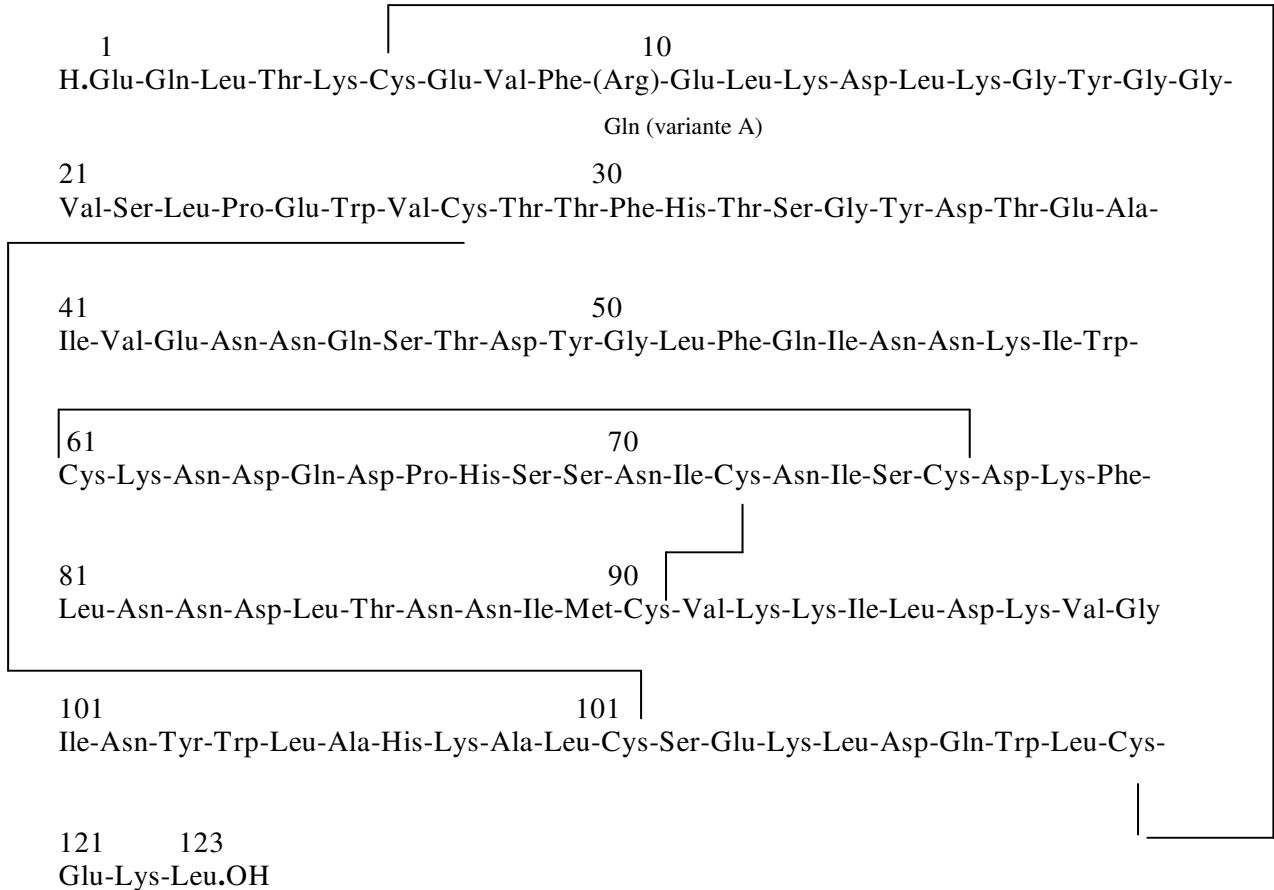 1 10
H.Glu-Gln-Leu-Thr-Lys-Cys-Glu-Val-Phe-(Arg)-Glu-Leu-Lys-Asp-Leu-Lys-Gly-Tyr-Gly-Gly-
Gln (variante A)
21 30
Val-Ser-Leu-Pro-Glu-Trp-Val-Cys-Thr-Thr-Phe-His-Thr-Ser-Gly-Tyr-Asp-Thr-Glu-Ala-
41 50
Ile-Val-Glu-Asn-Asn-Gln-Ser-Thr-Asp-Tyr-Gly-Leu-Phe-Gln-Ile-Asn-Asn-Lys-Ile-Trp-
61 70
Cys-Lys-Asn-Asp-Gln-Asp-Pro-His-Ser-Ser-Asn-Ile-Cys-Asn-Ile-Ser-Cys-Asp-Lys-Phe-
81 90
Leu-Asn-Asn-Asp-Leu-Thr-Asn-Asn-Ile-Met-Cys-Val-Lys-Lys-Ile-Leu-Asp-Lys-Val-Gly
101 101
Ile-Asn-Tyr-Trp-Leu-Ala-His-Lys-Ala-Leu-Cys-Ser-Glu-Lys-Leu-Asp-Gln-Trp-Leu-Cys-
121 123
Glu-Lys-Leu.OH